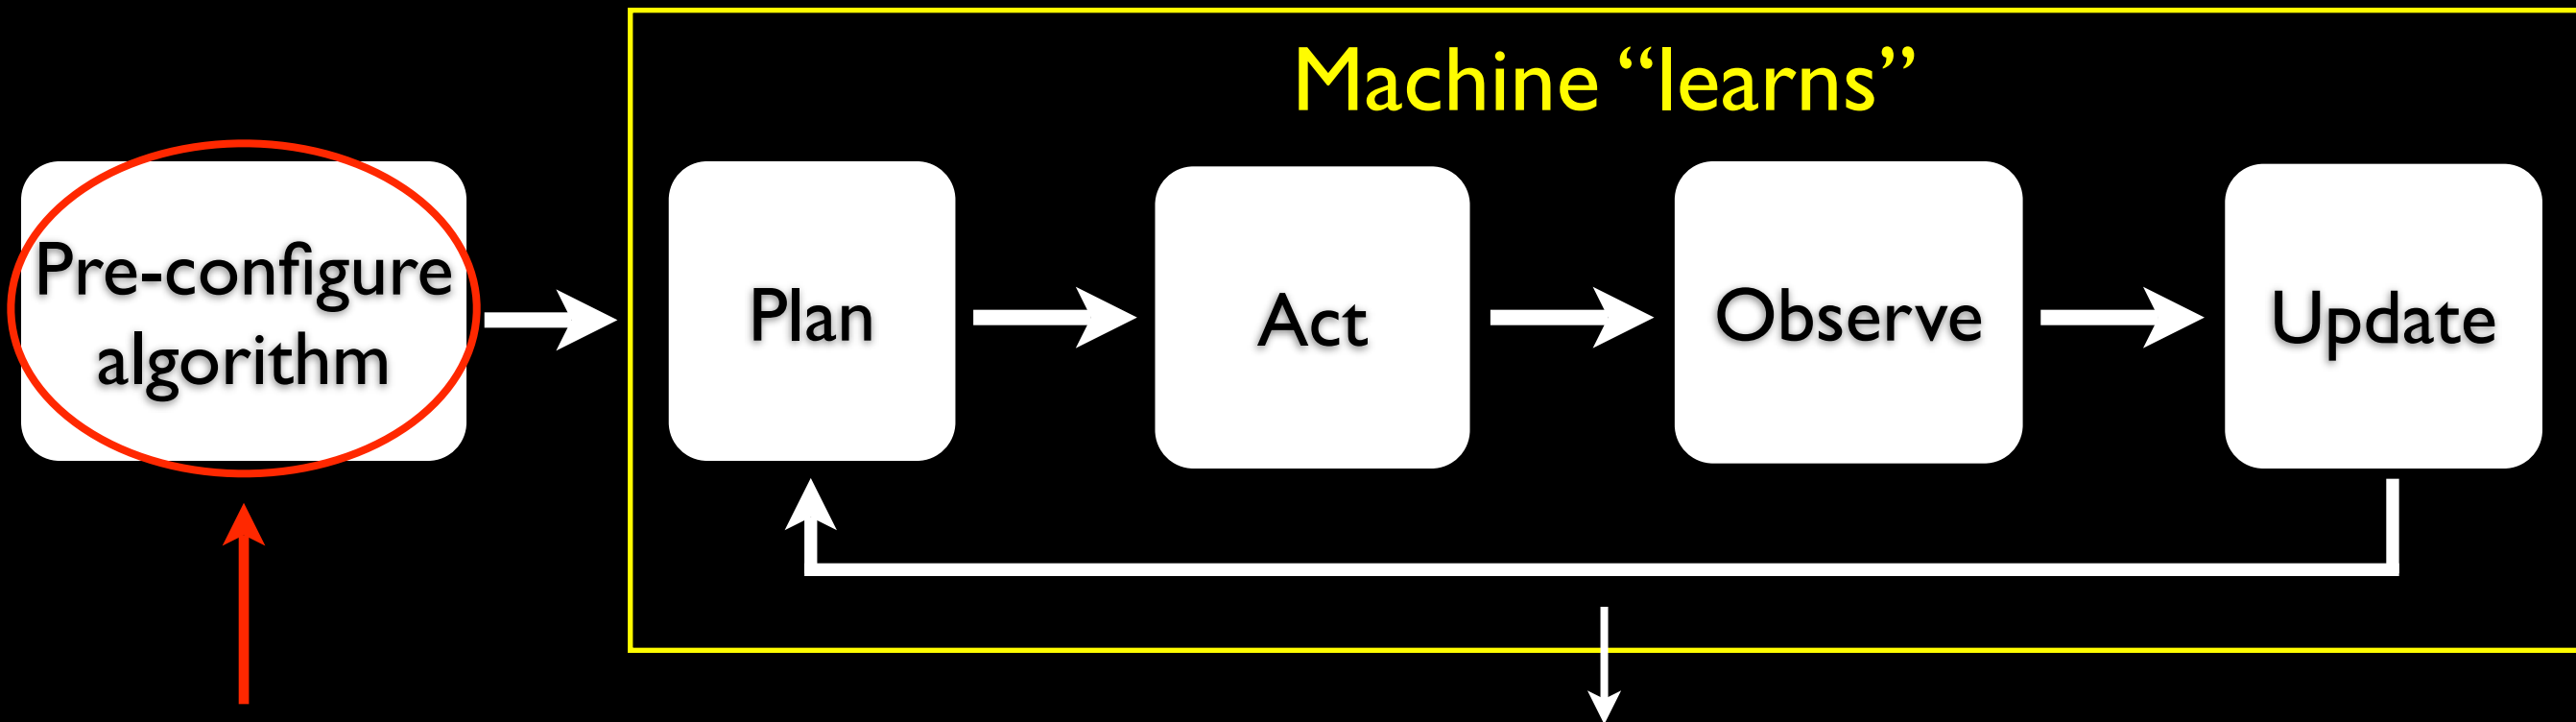 Machine “learns”
Pre-configure
algorithm
Plan
Act
Observe
Update